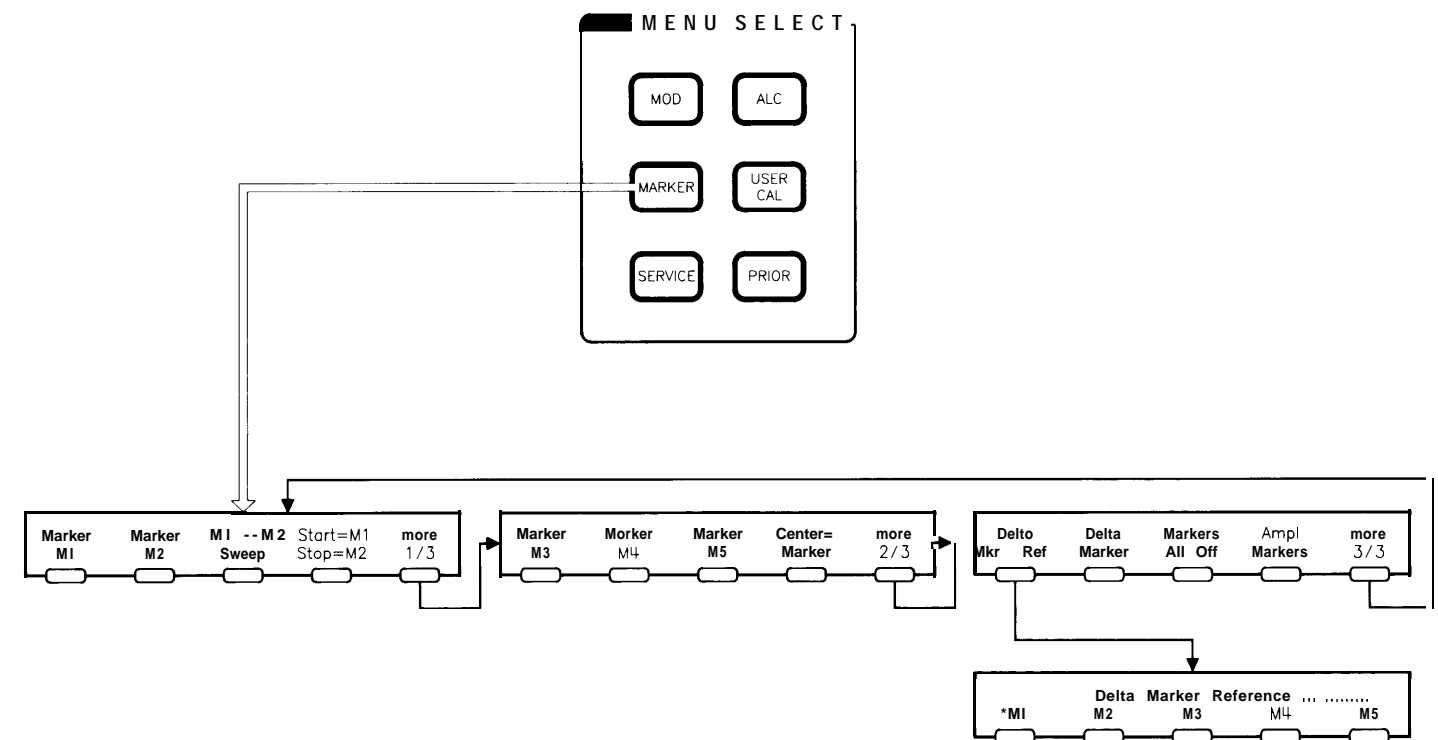 MENU SELECT
MOD
ALC
MARKER
USER
CAL
SERVICE
PRIOR
Marker
MI
Marker
M2
MI --M2
Sweep
Start=M1
Stop=M2
more
1/3
Marker
M3
Morker
M4
Marker
M5
Center=
Marker
more
2/3
Delto
Mkr Ref
Delta
Marker
Markers
All Off
Ampl
Markers
more
3/3
Delta Marker Reference ... .........
*MI
M2
M3
M4
M5